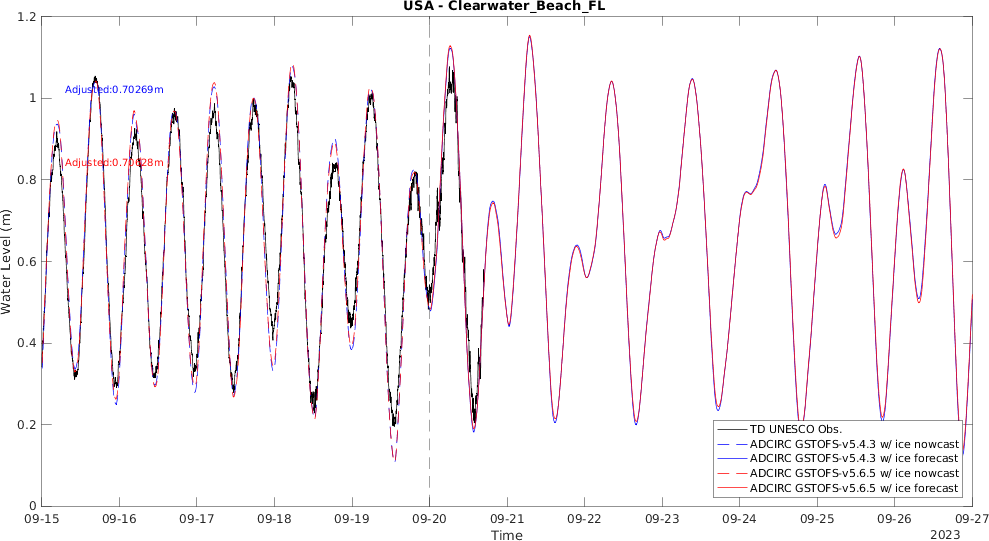 USA - Clearwater_Beach_FL
1.2
1
0.8
0.6
0.4
0.2
0
Water Level (m)
Adjusted:0.70269m
Adjusted:0.70628m
TD UNESCO Obs.
ADCIRC GSTOFS-v5.4.3 w/ ice nowcast
ADCIRC GSTOFS-v5.4.3 w/ ice forecast
ADCIRC GSTOFS-v5.6.5 w/ ice nowcast
ADCIRC GSTOFS-v5.6.5 w/ ice forecast
09-15 09-16 09-17 09-18 09-19 09-20 09-21 09-22 09-23 09-24 09-25 09-26 09-27
Time
2023